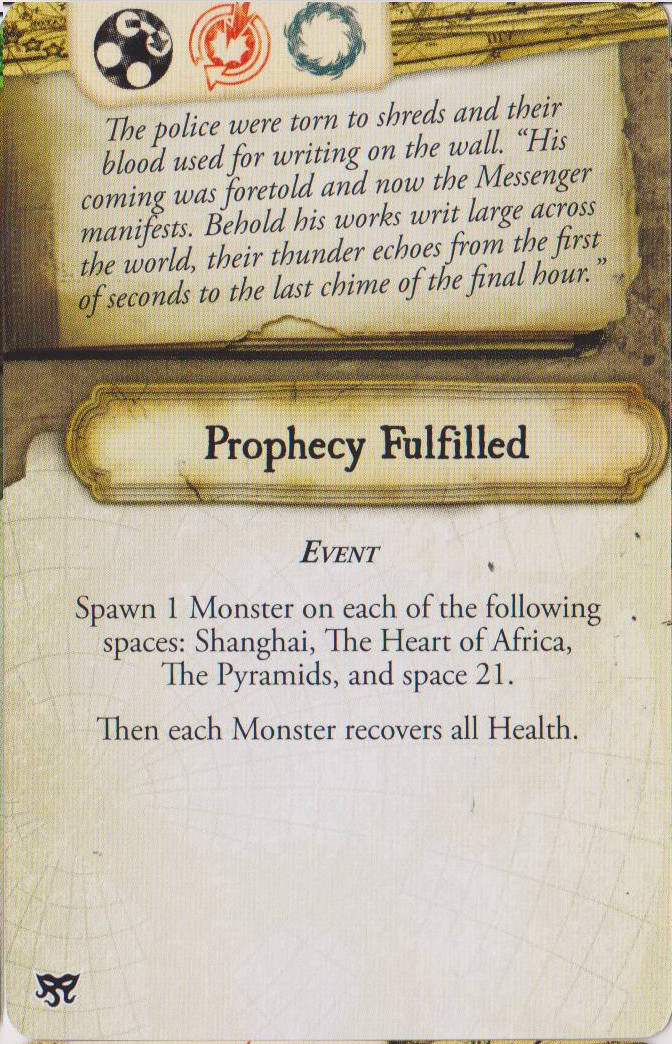 The police were torn to shreds and their
blood used for writing on the wall. “His
coming was foretold and now the Messenger
manifests. Behold his works writ large across
the world, their thunder echoes from the first
of seconds to the last chime of the final hour.”
Prophecy Fulfilled
Event
Spawn 1 Monster on each of the following
spaces: Shanghai, The Heart of Africa,
The Pyramids, and space 21.
Then each Monster recovers all Health.